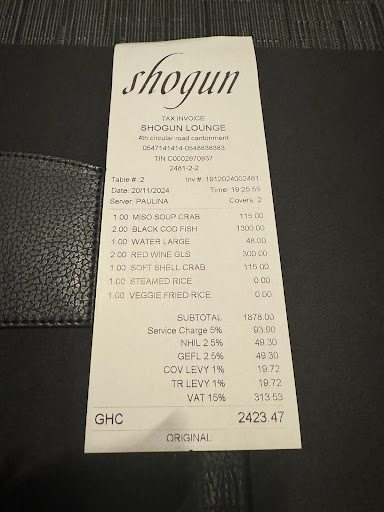 shogun
TAX INVOICE
SHOGUN LOUNGE
4th circular road cantonment
0547141414-0548838383
TIN C0002970937
2481-2-2
Table #: 2 Inv #: 1912024002481
Date: 20/11/2024 Time: 19:25:55
Server: PAULINA Covers: 2
1.00 MISO SOUP CRAB 115.00
2.00 BLACK COD FISH 1300.00
1.00 WATER LARGE 48.00
2.00 RED WINE GLS 300.00
1.00 SOFT SHELL CRAB 115.00
1.00 STEAMED RICE 0.00
1.00 VEGGIE FRIED RICE 0.00
SUBTOTAL 1878.00
Service Charge 5% 93.90
NHIL 2.5% 49.30
GEFL 2.5% 49.30
COV LEVY 1% 19.72
TR LEVY 1% 19.72
VAT 15% 313.53
GHC 2423.47
ORIGINAL